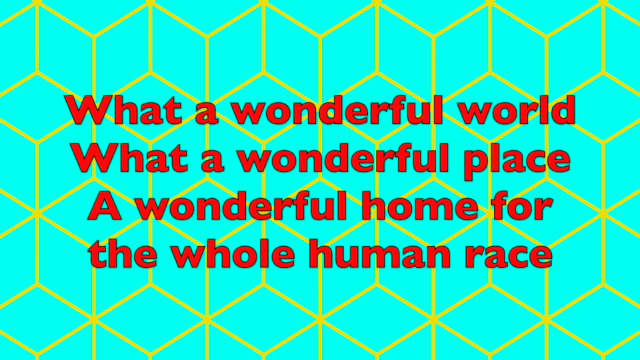 What a wonderful world
What a wonderful place
A wonderful home for
the whole human race